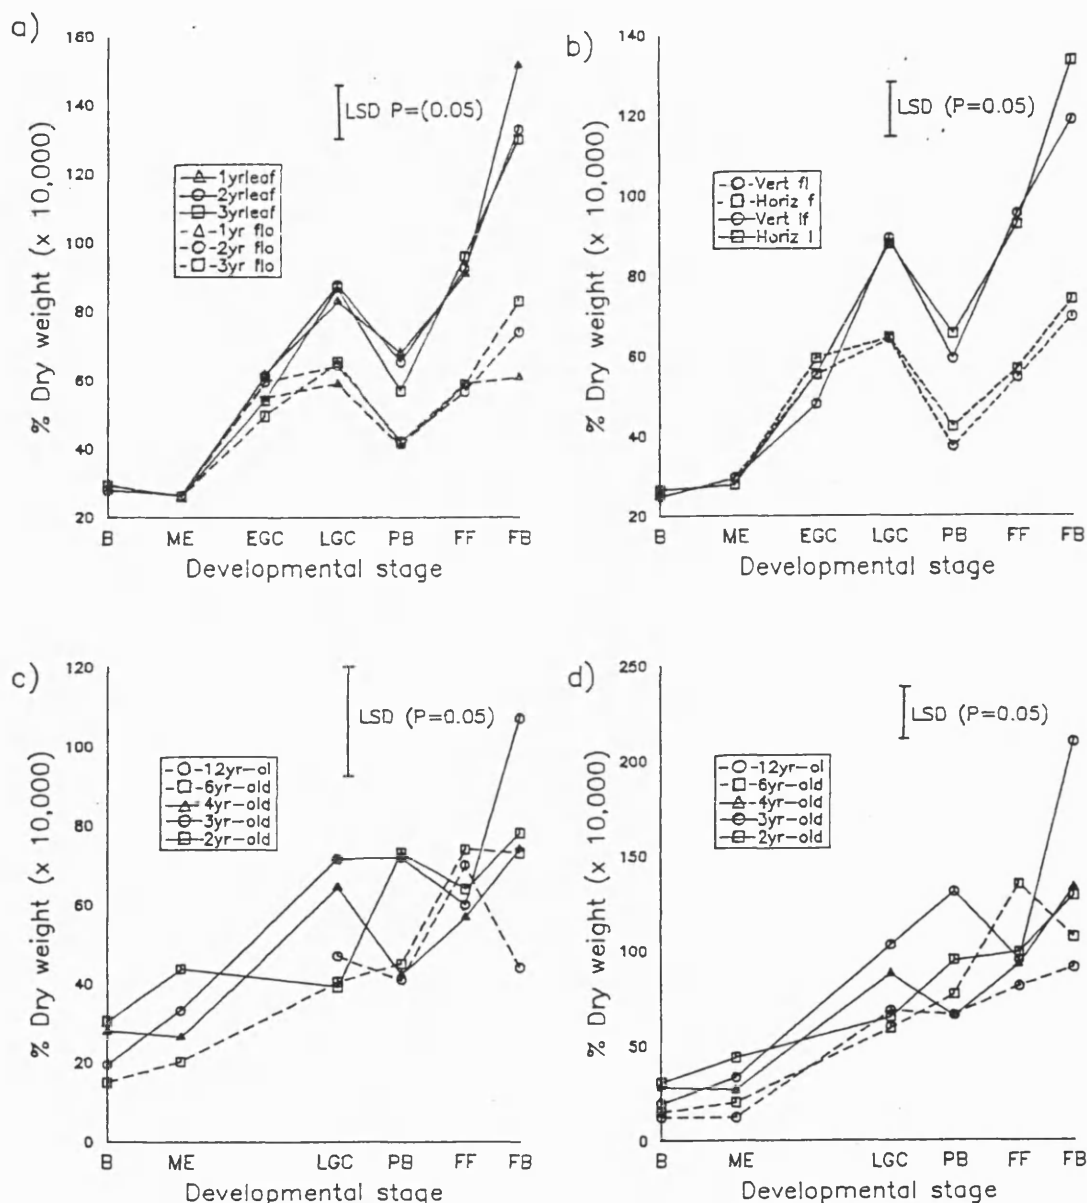 a)
160
140
120
100
80
60
40
20
% Dry weight (x 10,000)
LSD P=(0.05)
1yrleaf
2yrleaf
3yrleaf
-1yr flo
-2yr flo
-3yr flo
B ME EGC LGC PB FF FB
Developmental stage
b)
140
120
100
80
60
40
20
% Dry weight (x 10,000)
LSD (P=0.05)
-Vert fl
-Horiz f
Vert lf
Horiz l
B ME EGC LGC PB FF FB
Developmental stage
c)
120
100
80
60
40
20
0
% Dry weight (x 10,000)
LSD (P=0.05)
-12yr-ol
-6yr-old
4yr-old
3yr-old
2yr-old
B ME LGC PB FF FB
Developmental stage
d)
250
200
150
100
50
0
% Dry weight (x 10,000)
LSD (P=0.05)
-12yr-ol
-6yr-old
4yr-old
3yr-old
2yr-old
B ME LGC PB FF FB
Developmental stage